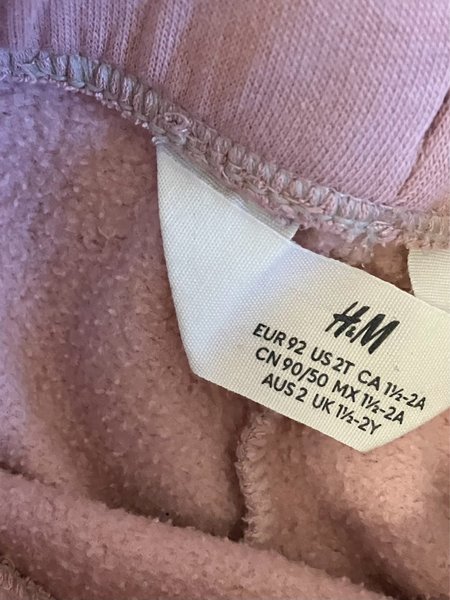 H&M
EUR 92 US 2T CA 1½-2A
CN 90/50 MX 1½-2A
AUS 2 UK 1½-2Y